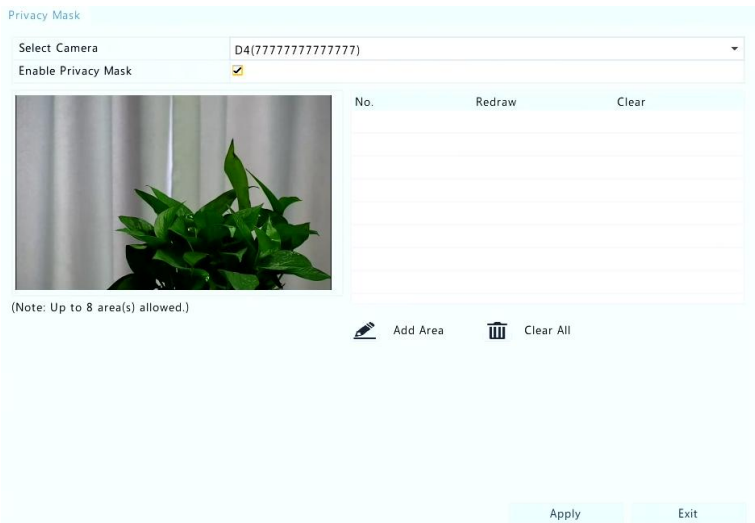 Privacy Mask
Select Camera D4(77777777777777)
Enable Privacy Mask
No. Redraw Clear
(Note: Up to 8 area(s) allowed.)
Add Area Clear All
Apply Exit